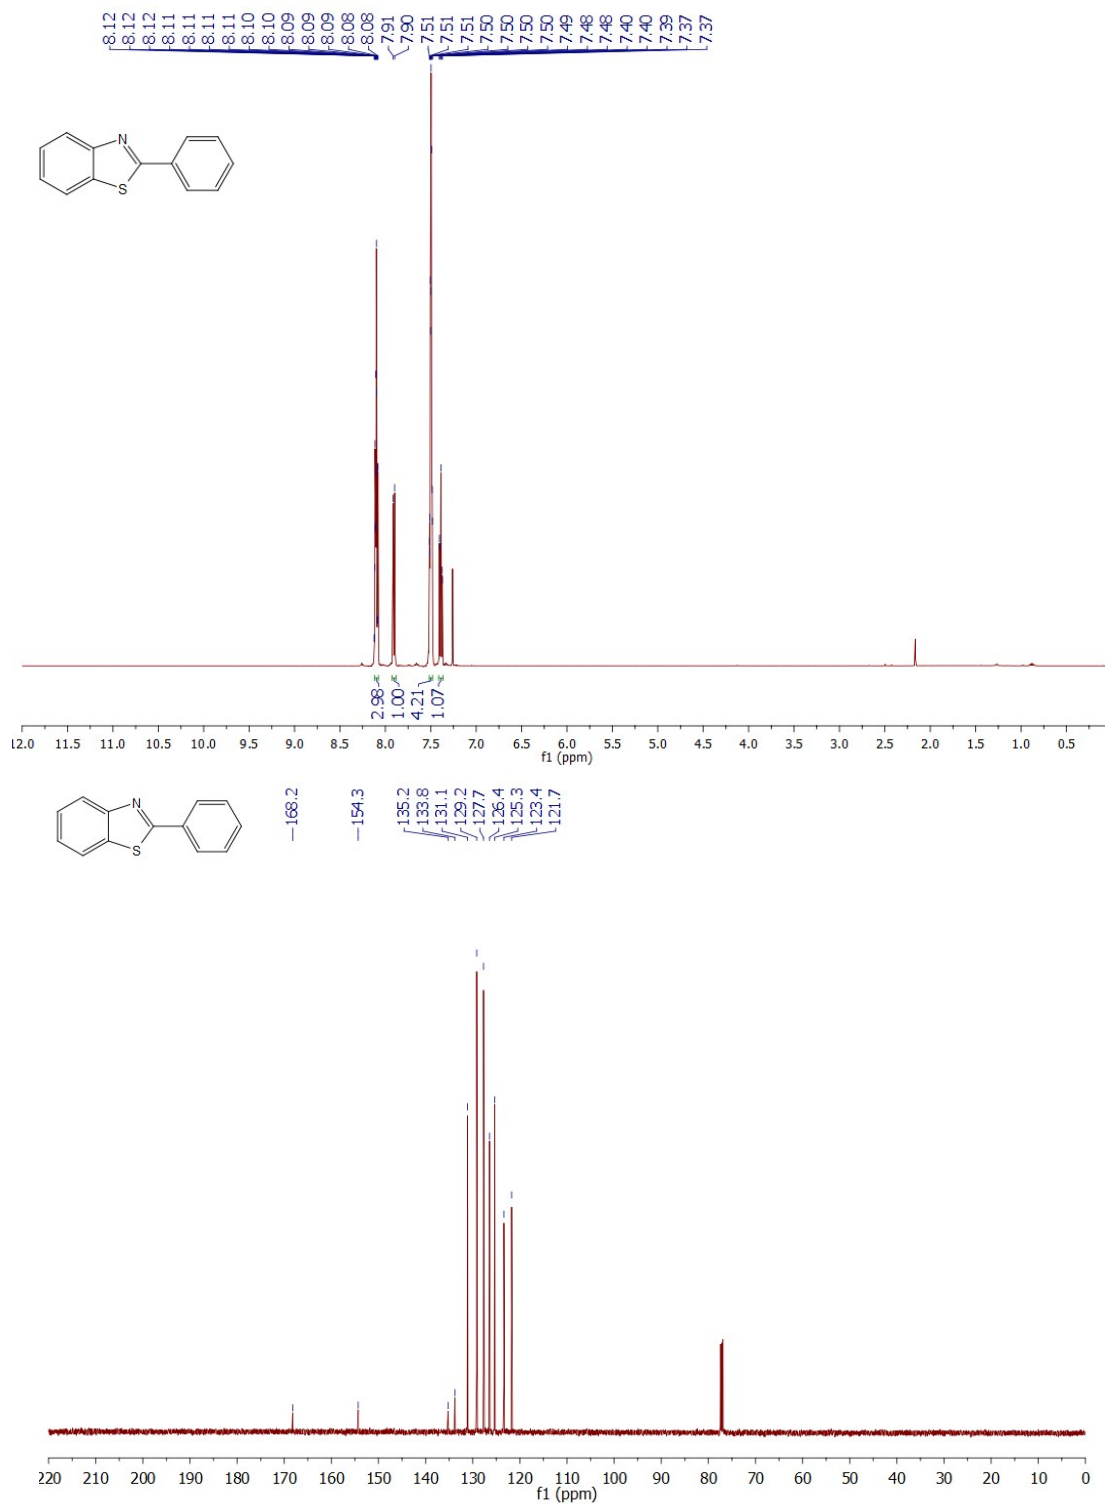 8.12 8.12 8.12 8.11 8.11 8.11 8.11 8.10 8.10 8.09 8.09 8.09 8.08 8.08 7.91 7.90 7.51 7.51 7.51 7.50 7.50 7.50 7.50 7.49 7.48 7.48 7.40 7.40 7.39 7.37 7.37
N
S
2.98 1.00 4.21 1.07
12.0 11.5 11.0 10.5 10.0 9.5 9.0 8.5 8.0 7.5 7.0 6.5 6.0 5.5 5.0 4.5 4.0 3.5 3.0 2.5 2.0 1.5 1.0 0.5
f1 (ppm)
168.2 154.3 135.2 133.8 131.1 129.2 127.7 126.4 125.3 123.4 121.7
N
S
220 210 200 190 180 170 160 150 140 130 120 110 100 90 80 70 60 50 40 30 20 10 0
f1 (ppm)